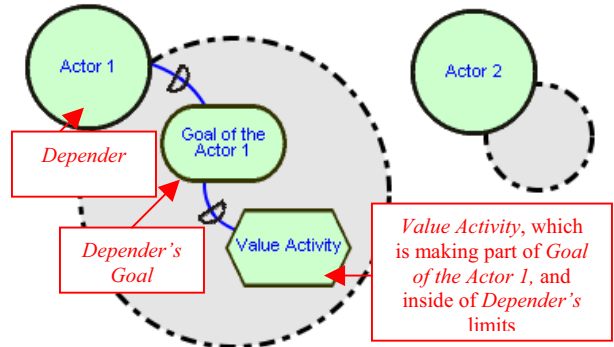 Actor 1
Actor 2
Depender
Goal of the
Actor 1
Depender's
Goal
Value Activity
Value Activity, which
is making part of Goal
of the Actor 1, and
inside of Depender's
limits